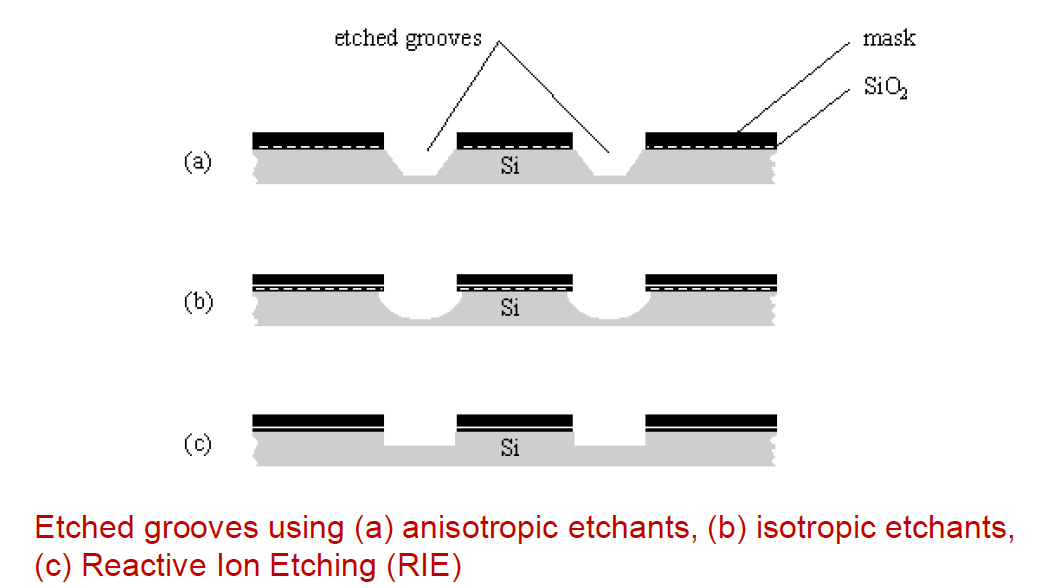 etched grooves
mask
SiO₂
(a)
Si
(b)
Si
(c)
Si
Etched grooves using (a) anisotropic etchants, (b) isotropic etchants,
(c) Reactive Ion Etching (RIE)